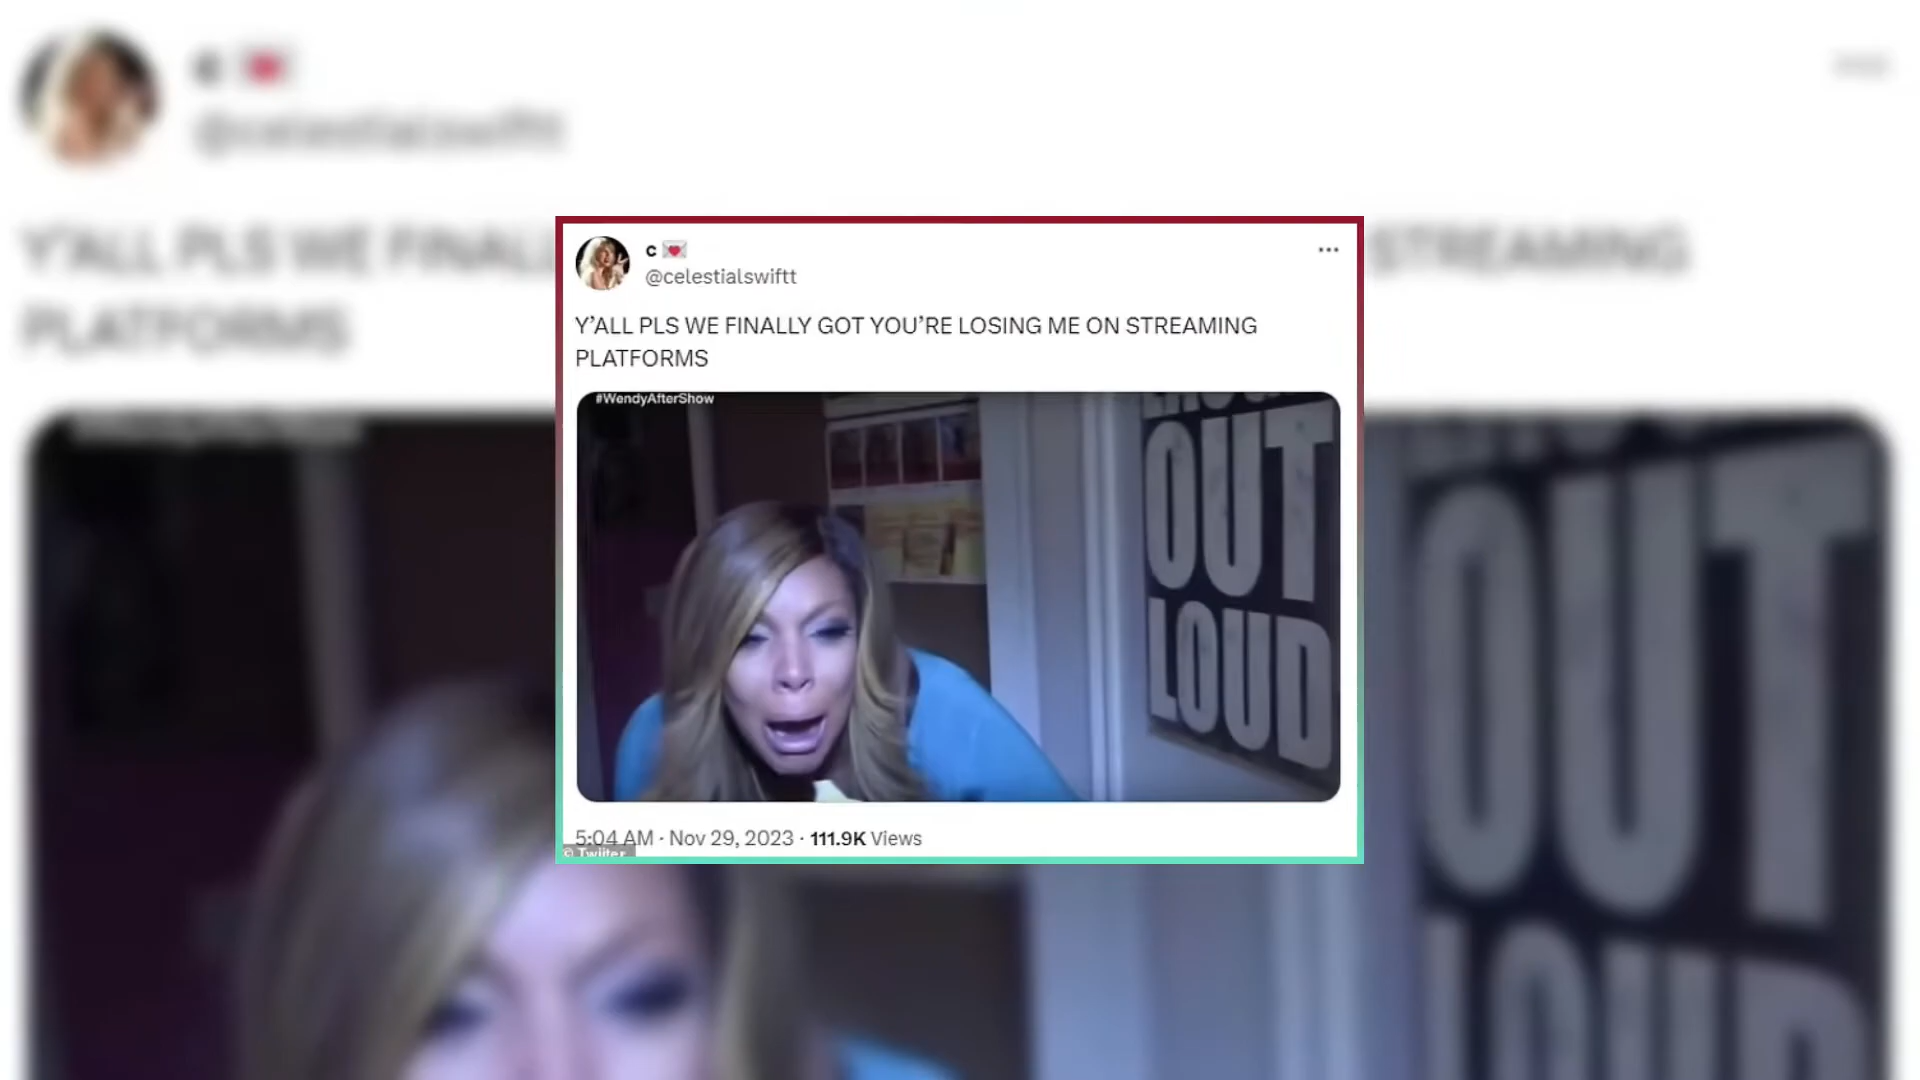 c
@celestialswiftt
Y’ALL PLS WE FINALLY GOT YOU’RE LOSING ME ON STREAMING
PLATFORMS
#WendyAfterShow
OUT
LOUD
5:04 AM · Nov 29, 2023 · 111.9K Views
© Twiiter